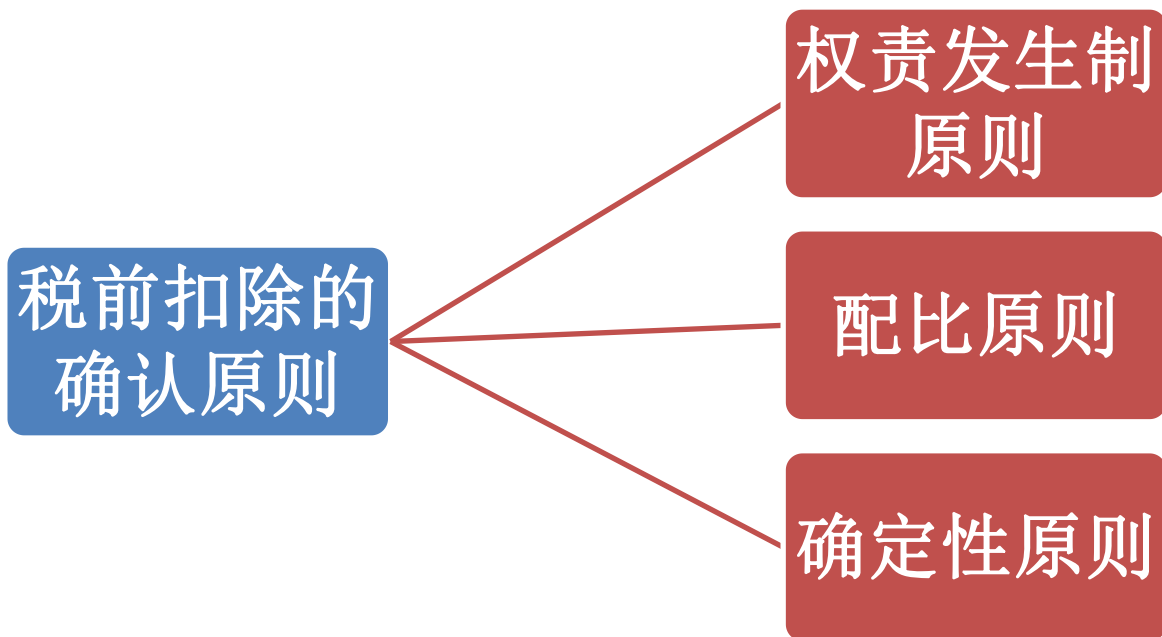 税前扣除的
确认原则
权责发生制
原则
配比原则
确定性原则